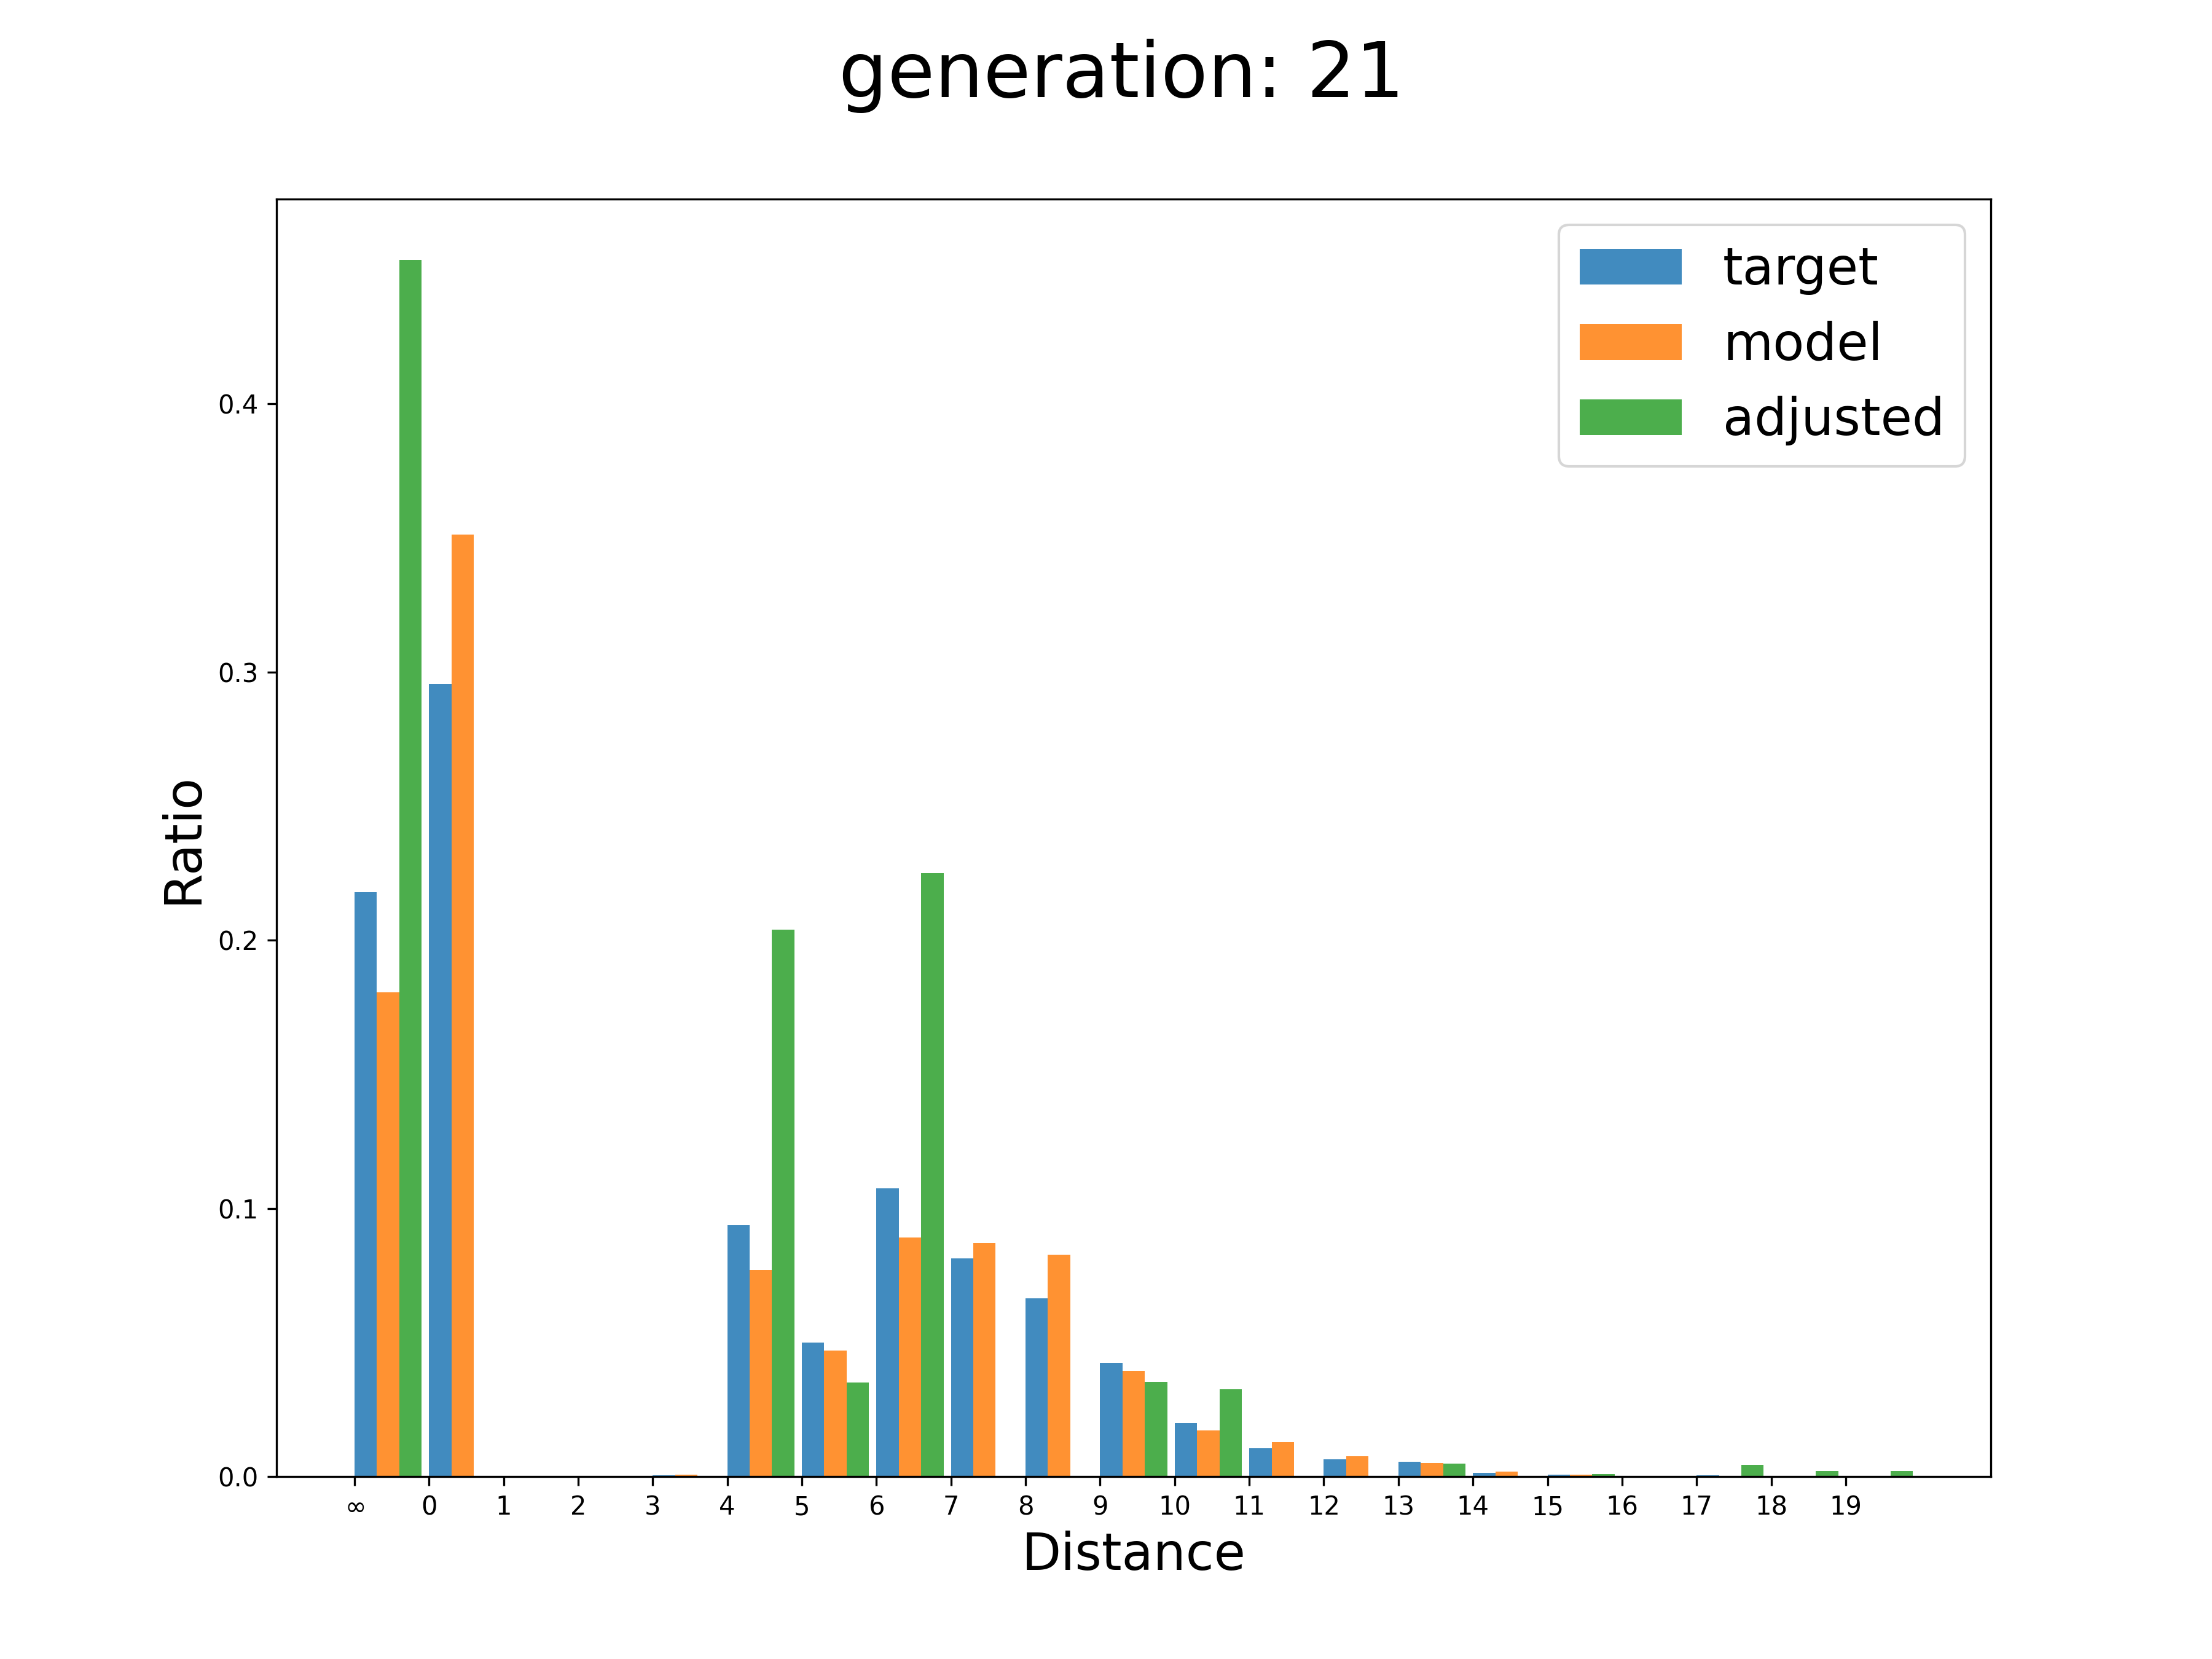 generation: 21
target
model
adjusted
0.4
0.3
0.2
0.1
0.0
Ratio
∞ 0 1 2 3 4 5 6 7 8 9 10 11 12 13 14 15 16 17 18 19
Distance